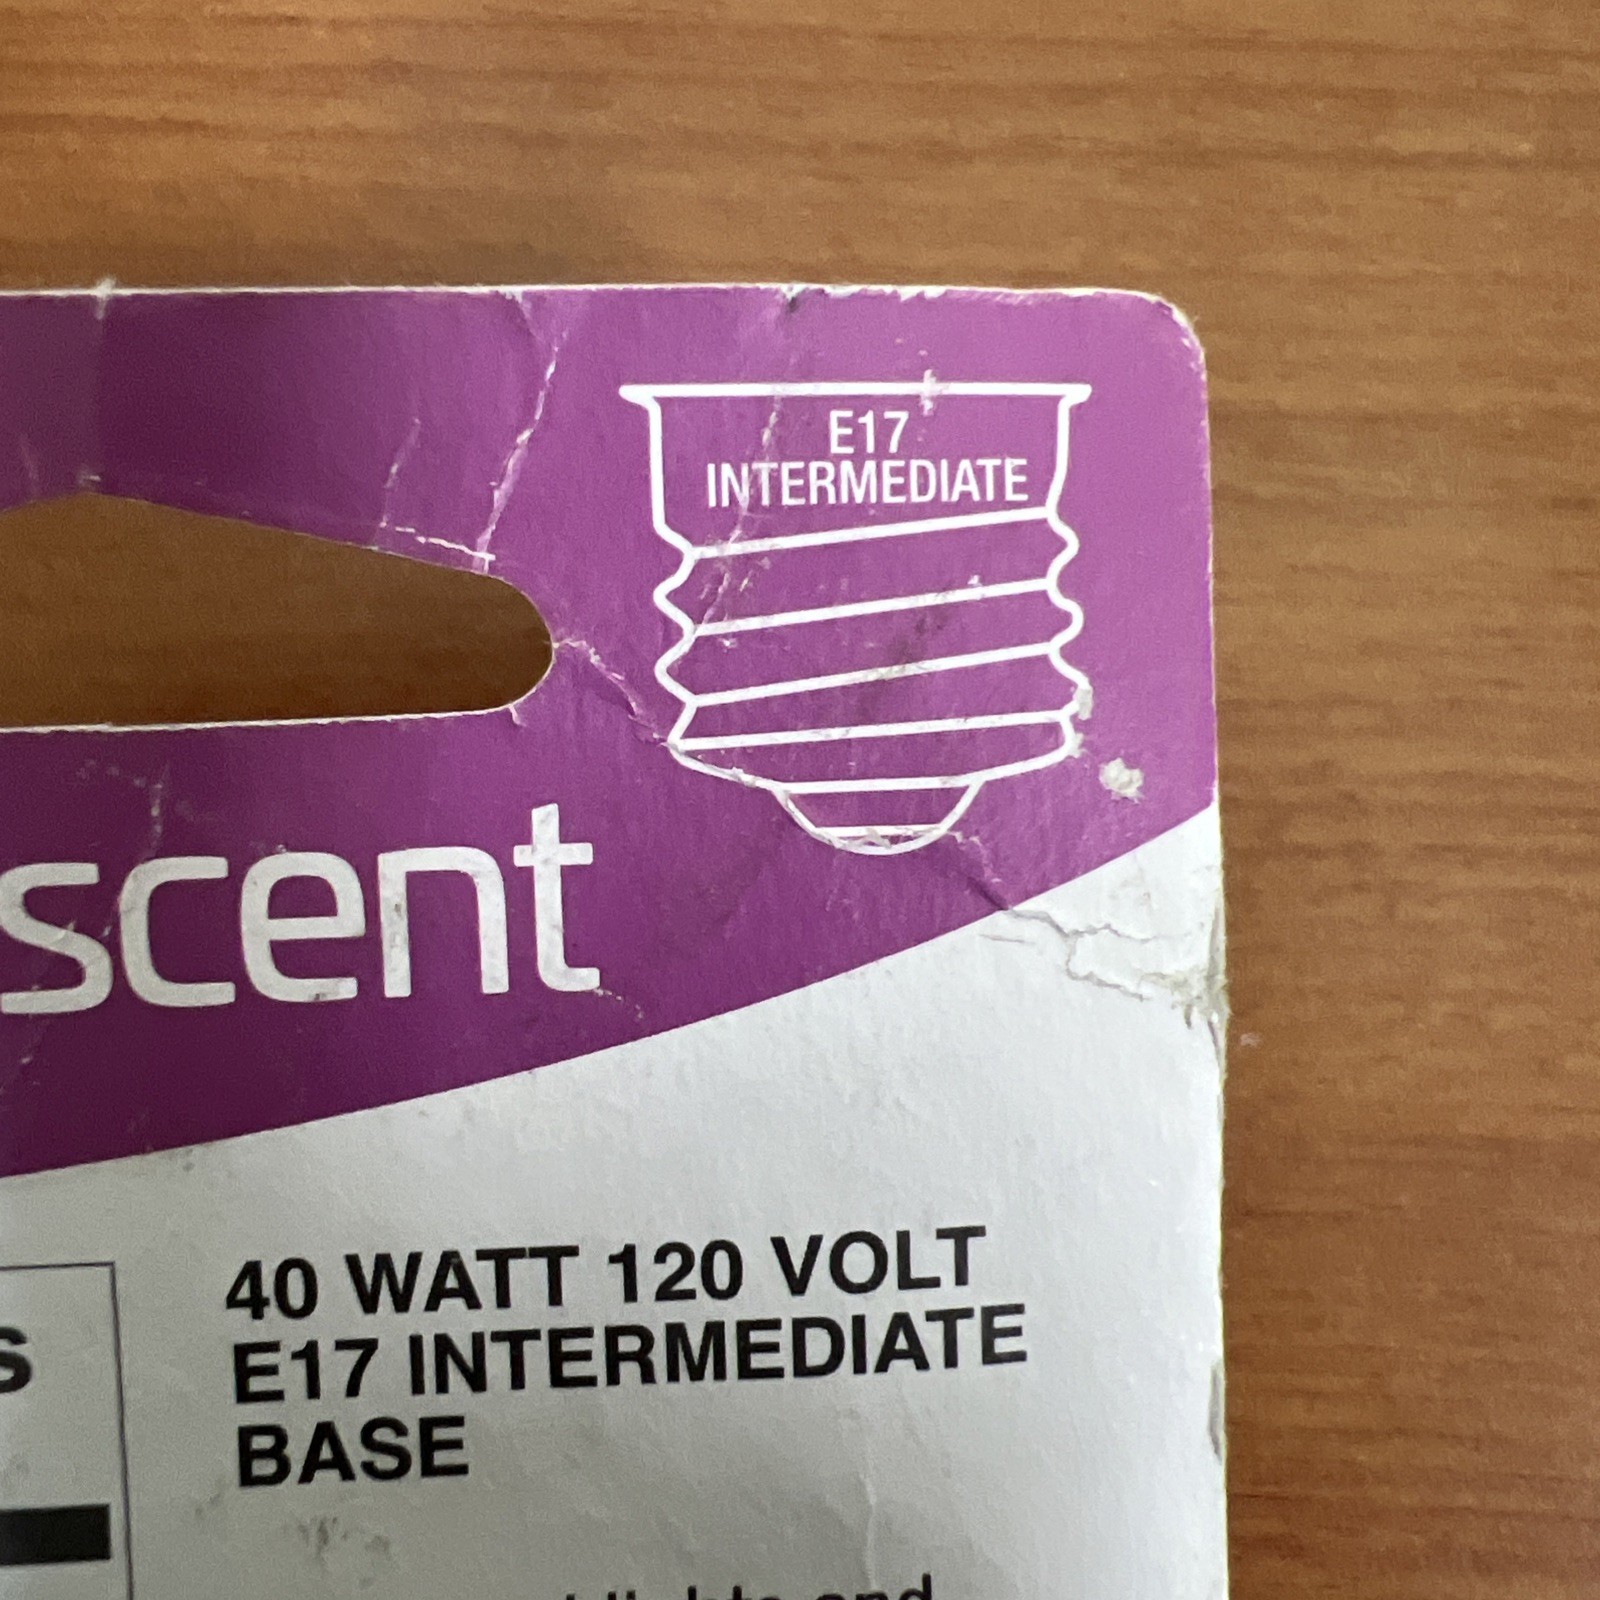 E17
INTERMEDIATE
scent
40 WATT 120 VOLT
s
E17 INTERMEDIATE
BASE